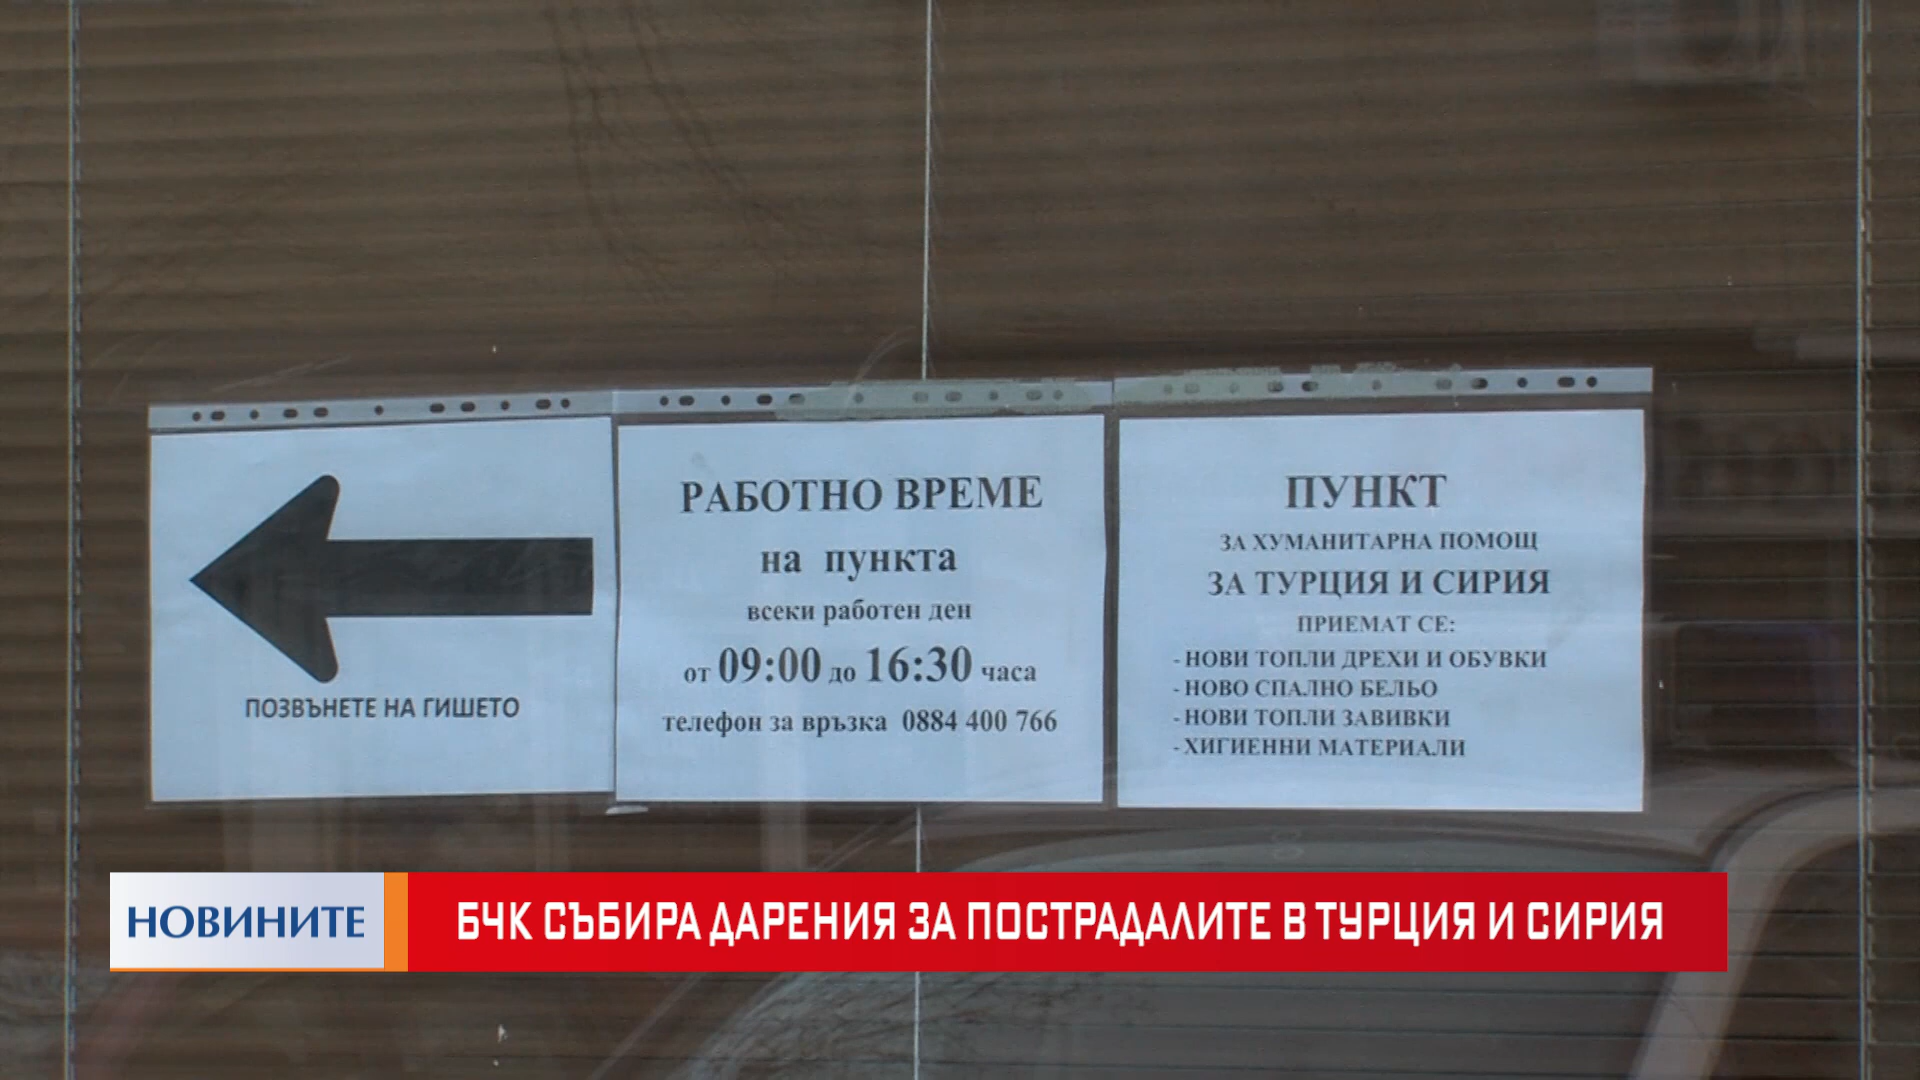 ПОЗВЪНЕТЕ НА ГИШЕТО
РАБОТНО ВРЕМЕ
на пункта
всеки работен ден
от 09:00 до 16:30 часа
телефон за връзка 0884 400 766
ПУНКТ
ЗА ХУМАНИТАРНА ПОМОЩ
ЗА ТУРЦИЯ И СИРИЯ
ПРИЕМАТ СЕ:
- НОВИ ТОПЛИ ДРЕХИ И ОБУВКИ
- НОВО СПАЛНО БЕЛЬО
- НОВИ ТОПЛИ ЗАВИВКИ
- ХИГИЕННИ МАТЕРИАЛИ
НОВИНИТЕ
БЧК СЪБИРА ДАРЕНИЯ ЗА ПОСТРАДАЛИТЕ В ТУРЦИЯ И СИРИЯ